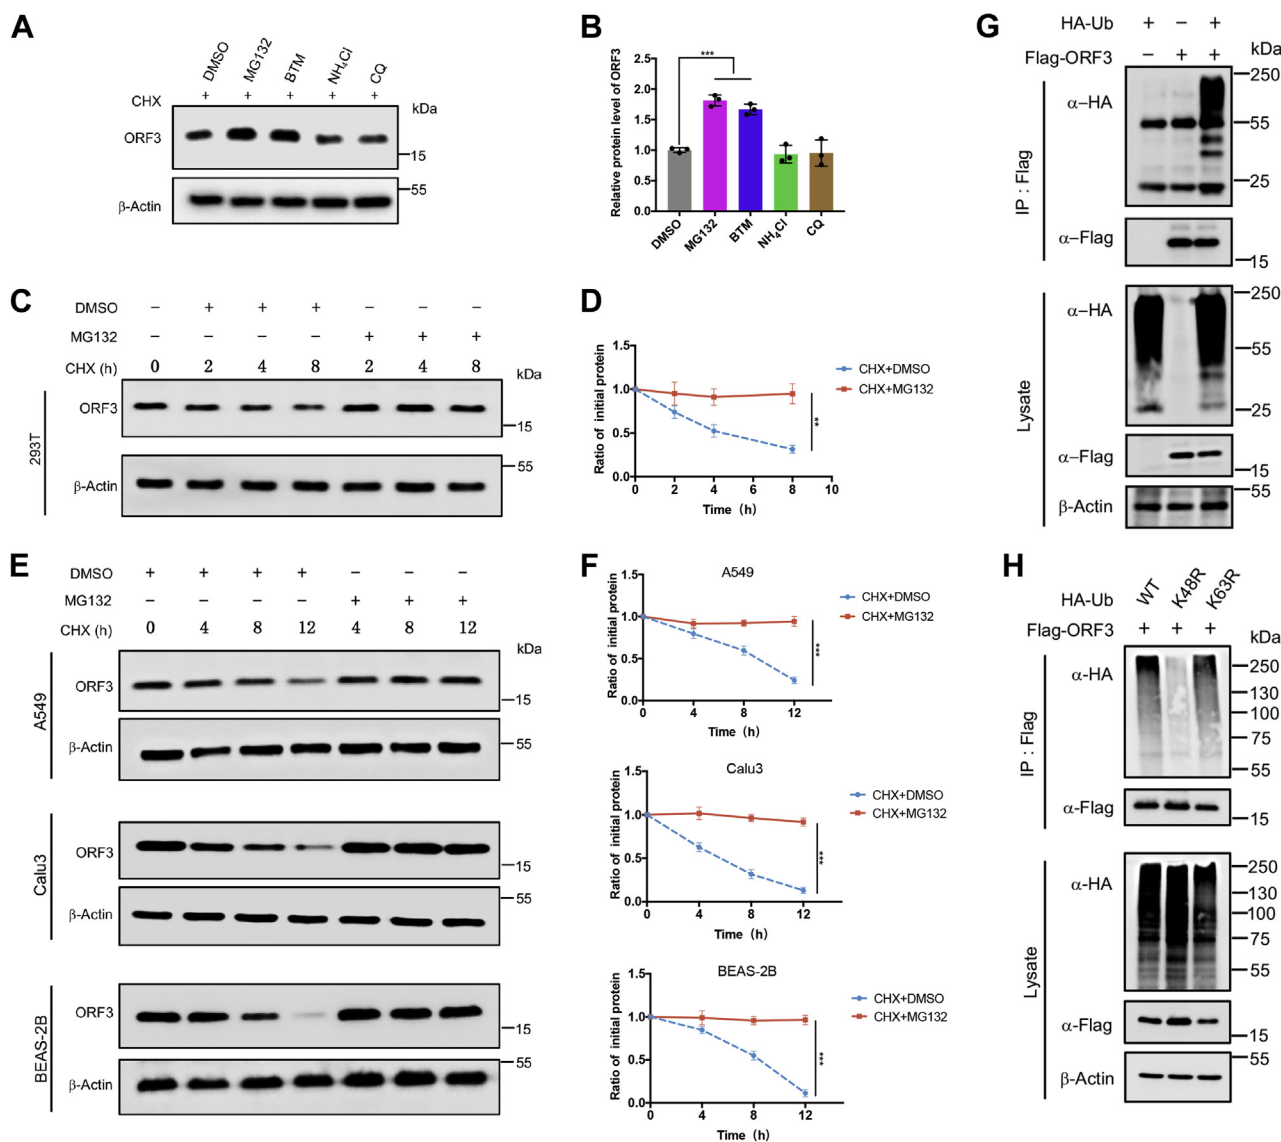 A
DMSO MG132 BTM NH4Cl CQ
CHX + + + + +
kDa
ORF3
15
55
β-Actin
B
***
Relative protein level of ORF3
2.5
2.0
1.5
1.0
0.5
0.0
DMSO MG132 BTM NH4Cl CQ
C
DMSO − + + + − − −
MG132 − − − − + + +
CHX (h) 0 2 4 8 2 4 8
kDa
293T
ORF3
15
55
β-Actin
D
Ratio of initial protein
1.5
1.0
0.5
0.0
0 2 4 6 8 10
Time (h)
CHX+DMSO
CHX+MG132
**
E
DMSO + + + + − − −
MG132 − − − − + + +
CHX (h) 0 4 8 12 4 8 12
kDa
A549
ORF3
15
β-Actin
55
Calu3
ORF3
15
55
β-Actin
BEAS-2B
ORF3
15
55
β-Actin
F
A549
Ratio of initial protein
1.5
1.0
0.5
0.0
0 4 8 12
Time (h)
CHX+DMSO
CHX+MG132
***
Calu3
Ratio of initial protein
1.5
1.0
0.5
0.0
0 4 8 12
Time (h)
CHX+DMSO
CHX+MG132
***
BEAS-2B
Ratio of initial protein
1.5
1.0
0.5
0.0
0 4 8 12
Time (h)
CHX+DMSO
CHX+MG132
***
G
HA-Ub + − +
Flag-ORF3 − + +
kDa
IP : Flag
α-HA
250
55
25
α-Flag
15
Lysate
α-HA
250
55
25
α-Flag
15
55
β-Actin
H
HA-Ub WT K48R K63R
Flag-ORF3 + + +
kDa
IP : Flag
α-HA
250
130
100
75
55
α-Flag
15
Lysate
α-HA
250
130
100
75
55
α-Flag
15
55
β-Actin